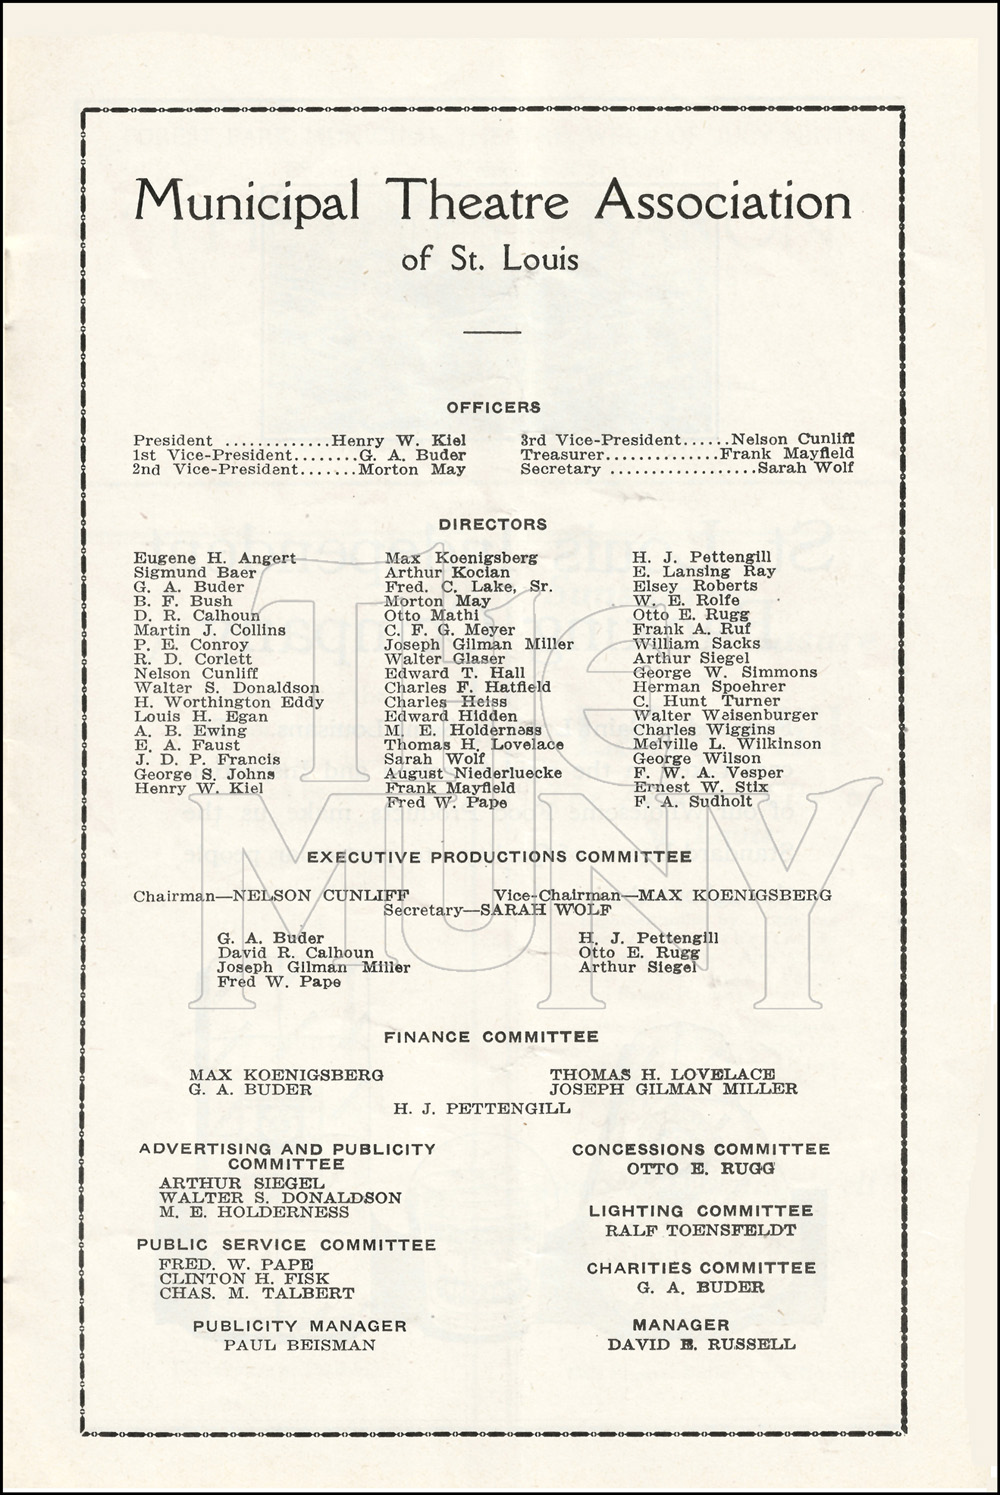 Municipal Theatre Association
of St. Louis
OFFICERS
President ............Henry W. Kiel
1st Vice-President........G. A. Buder
2nd Vice-President.......Morton May
3rd Vice-President......Nelson Cunliff
Treasurer..............Frank Mayfield
Secretary ..................Sarah Wolf
DIRECTORS
Eugene H. Angert
Sigmund Baer
G. A. Buder
B. F. Bush
D. R. Calhoun
Martin J. Collins
P. E. Conroy
R. D. Corlett
Nelson Cunliff
Walter S. Donaldson
H. Worthington Eddy
Louis H. Egan
A. B. Ewing
E. A. Faust
J. D. P. Francis
George S. Johns
Henry W. Kiel
Max Koenigsberg
Arthur Kocian
Fred. C. Lake, Sr.
Morton May
Otto Mathi
C. F. G. Meyer
Joseph Gilman Miller
Walter Glaser
Edward T. Hall
Charles F. Hatfield
Charles Heiss
Edward Hidden
M. E. Holderness
Thomas H. Lovelace
Sarah Wolf
August Niederluecke
Frank Mayfield
Fred W. Pape
H. J. Pettengill
E. Lansing Ray
Elsey Roberts
W. E. Rolfe
Otto E. Rugg
Frank A. Ruf
William Sacks
Arthur Siegel
George W. Simmons
Herman Spoehrer
C. Hunt Turner
Walter Weisenburger
Charles Wiggins
Melville L. Wilkinson
George Wilson
F. W. A. Vesper
Ernest W. Stix
F. A. Sudholt
The
MUNY
EXECUTIVE PRODUCTIONS COMMITTEE
Chairman—NELSON CUNLIFF Vice-Chairman—MAX KOENIGSBERG
Secretary—SARAH WOLF
G. A. Buder
David R. Calhoun
Joseph Gilman Miller
Fred W. Pape
H. J. Pettengill
Otto E. Rugg
Arthur Siegel
FINANCE COMMITTEE
MAX KOENIGSBERG
G. A. BUDER
THOMAS H. LOVELACE
JOSEPH GILMAN MILLER
H. J. PETTENGILL
ADVERTISING AND PUBLICITY
COMMITTEE
ARTHUR SIEGEL
WALTER S. DONALDSON
M. E. HOLDERNESS
PUBLIC SERVICE COMMITTEE
FRED. W. PAPE
CLINTON H. FISK
CHAS. M. TALBERT
PUBLICITY MANAGER
PAUL BEISMAN
CONCESSIONS COMMITTEE
OTTO E. RUGG
LIGHTING COMMITTEE
RALF TOENSFELDT
CHARITIES COMMITTEE
G. A. BUDER
MANAGER
DAVID E. RUSSELL